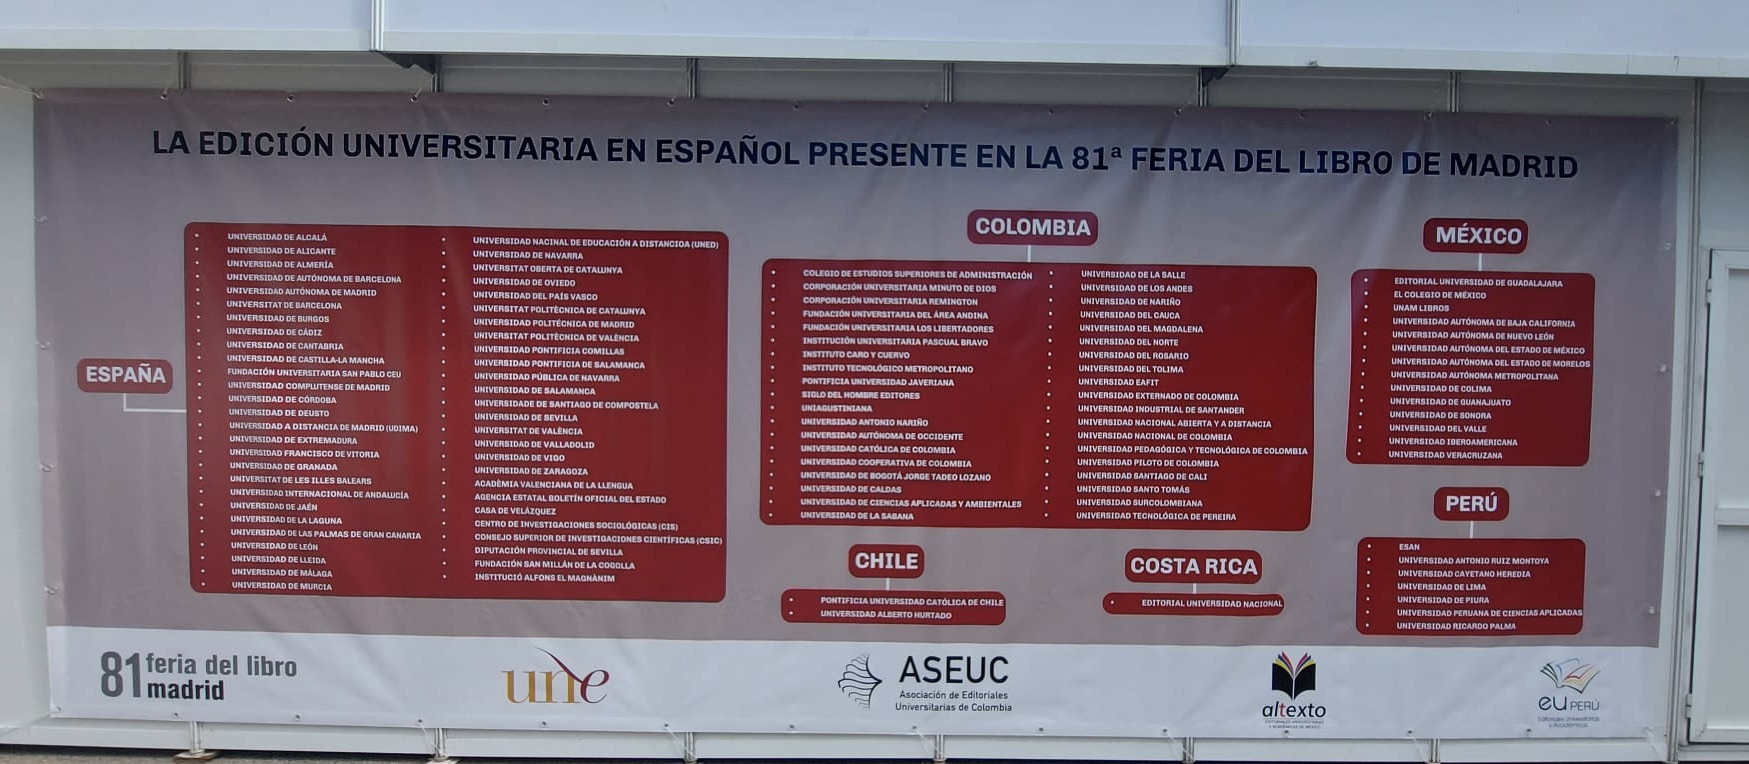 LA EDICIÓN UNIVERSITARIA EN ESPAÑOL PRESENTE EN LA 81ª FERIA DEL LIBRO DE MADRID
ESPAÑA
UNIVERSIDAD DE ALCALÁ
UNIVERSIDAD DE ALICANTE
UNIVERSIDAD DE ALMERÍA
UNIVERSIDAD DE AUTÓNOMA DE BARCELONA
UNIVERSIDAD AUTÓNOMA DE MADRID
UNIVERSITAT DE BARCELONA
UNIVERSIDAD DE BURGOS
UNIVERSIDAD DE CÁDIZ
UNIVERSIDAD DE CANTABRIA
UNIVERSIDAD DE CASTILLA-LA MANCHA
FUNDACIÓN UNIVERSITARIA SAN PABLO CEU
UNIVERSIDAD COMPLUTENSE DE MADRID
UNIVERSIDAD DE CÓRDOBA
UNIVERSIDAD DE DEUSTO
UNIVERSIDAD A DISTANCIA DE MADRID (UDIMA)
UNIVERSIDAD DE EXTREMADURA
UNIVERSIDAD FRANCISCO DE VITORIA
UNIVERSIDAD DE GRANADA
UNIVERSITAT DE LES ILLES BALEARS
UNIVERSIDAD INTERNACIONAL DE ANDALUCÍA
UNIVERSIDAD DE JAÉN
UNIVERSIDAD DE LA LAGUNA
UNIVERSIDAD DE LAS PALMAS DE GRAN CANARIA
UNIVERSIDAD DE LEÓN
UNIVERSIDAD DE LLEIDA
UNIVERSIDAD DE MÁLAGA
UNIVERSIDAD DE MURCIA
UNIVERSIDAD NACINAL DE EDUCACIÓN A DISTANCIOA (UNED)
UNIVERSIDAD DE NAVARRA
UNIVERSITAT OBERTA DE CATALUNYA
UNIVERSIDAD DE OVIEDO
UNIVERSIDAD DEL PAÍS VASCO
UNIVERSITAT POLITÈCNICA DE CATALUNYA
UNIVERSIDAD POLITÉCNICA DE MADRID
UNIVERSITAT POLITÈCNICA DE VALÈNCIA
UNIVERSIDAD PONTIFICIA COMILLAS
UNIVERSIDAD PONTIFICIA DE SALAMANCA
UNIVERSIDAD PÚBLICA DE NAVARRA
UNIVERSIDAD DE SALAMANCA
UNIVERSIDADE DE SANTIAGO DE COMPOSTELA
UNIVERSIDAD DE SEVILLA
UNIVERSITAT DE VALÈNCIA
UNIVERSIDAD DE VALLADOLID
UNIVERSIDAD DE VIGO
UNIVERSIDAD DE ZARAGOZA
ACADÈMIA VALENCIANA DE LA LLENGUA
AGENCIA ESTATAL BOLETÍN OFICIAL DEL ESTADO
CASA DE VELÁZQUEZ
CENTRO DE INVESTIGACIONES SOCIOLÓGICAS (CIS)
CONSEJO SUPERIOR DE INVESTIGACIONES CIENTÍFICAS (CSIC)
DIPUTACIÓN PROVINCIAL DE SEVILLA
FUNDACIÓN SAN MILLÁN DE LA COGOLLA
INSTITUCIÓ ALFONS EL MAGNÀNIM
COLOMBIA
COLEGIO DE ESTUDIOS SUPERIORES DE ADMINISTRACIÓN
CORPORACIÓN UNIVERSITARIA MINUTO DE DIOS
CORPORACIÓN UNIVERSITARIA REMINGTON
FUNDACIÓN UNIVERSITARIA DEL ÁREA ANDINA
FUNDACIÓN UNIVERSITARIA LOS LIBERTADORES
INSTITUCIÓN UNIVERSITARIA PASCUAL BRAVO
INSTITUTO CARO Y CUERVO
INSTITUTO TECNOLÓGICO METROPOLITANO
PONTIFICIA UNIVERSIDAD JAVERIANA
SIGLO DEL HOMBRE EDITORES
UNIAGUSTINIANA
UNIVERSIDAD ANTONIO NARIÑO
UNIVERSIDAD AUTÓNOMA DE OCCIDENTE
UNIVERSIDAD CATÓLICA DE COLOMBIA
UNIVERSIDAD COOPERATIVA DE COLOMBIA
UNIVERSIDAD DE BOGOTÁ JORGE TADEO LOZANO
UNIVERSIDAD DE CALDAS
UNIVERSIDAD DE CIENCIAS APLICADAS Y AMBIENTALES
UNIVERSIDAD DE LA SABANA
UNIVERSIDAD DE LA SALLE
UNIVERSIDAD DE LOS ANDES
UNIVERSIDAD DE NARIÑO
UNIVERSIDAD DEL CAUCA
UNIVERSIDAD DEL MAGDALENA
UNIVERSIDAD DEL NORTE
UNIVERSIDAD DEL ROSARIO
UNIVERSIDAD DEL TOLIMA
UNIVERSIDAD EAFIT
UNIVERSIDAD EXTERNADO DE COLOMBIA
UNIVERSIDAD INDUSTRIAL DE SANTANDER
UNIVERSIDAD NACIONAL ABIERTA Y A DISTANCIA
UNIVERSIDAD NACIONAL DE COLOMBIA
UNIVERSIDAD PEDAGÓGICA Y TECNOLÓGICA DE COLOMBIA
UNIVERSIDAD PILOTO DE COLOMBIA
UNIVERSIDAD SANTIAGO DE CALI
UNIVERSIDAD SANTO TOMÁS
UNIVERSIDAD SURCOLOMBIANA
UNIVERSIDAD TECNOLÓGICA DE PEREIRA
MÉXICO
EDITORIAL UNIVERSIDAD DE GUADALAJARA
EL COLEGIO DE MÉXICO
UNAM LIBROS
UNIVERSIDAD AUTÓNOMA DE BAJA CALIFORNIA
UNIVERSIDAD AUTÓNOMA DE NUEVO LEÓN
UNIVERSIDAD AUTÓNOMA DEL ESTADO DE MÉXICO
UNIVERSIDAD AUTÓNOMA DEL ESTADO DE MORELOS
UNIVERSIDAD AUTÓNOMA METROPOLITANA
UNIVERSIDAD DE COLIMA
UNIVERSIDAD DE GUANAJUATO
UNIVERSIDAD DE SONORA
UNIVERSIDAD DEL VALLE
UNIVERSIDAD IBEROAMERICANA
UNIVERSIDAD VERACRUZANA
CHILE
PONTIFICIA UNIVERSIDAD CATÓLICA DE CHILE
UNIVERSIDAD ALBERTO HURTADO
COSTA RICA
EDITORIAL UNIVERSIDAD NACIONAL
PERÚ
ESAN
UNIVERSIDAD ANTONIO RUIZ MONTOYA
UNIVERSIDAD CAYETANO HEREDIA
UNIVERSIDAD DE LIMA
UNIVERSIDAD DE PIURA
UNIVERSIDAD PERUANA DE CIENCIAS APLICADAS
UNIVERSIDAD RICARDO PALMA
81 feria del libro
madrid
une
ASEUC
Asociación de Editoriales
Universitarias de Colombia
altexto
EDITORIALES UNIVERSITARIAS
Y ACADÉMICAS DE MÉXICO
eu PERÚ
Editoriales Universitarias
y Académicas